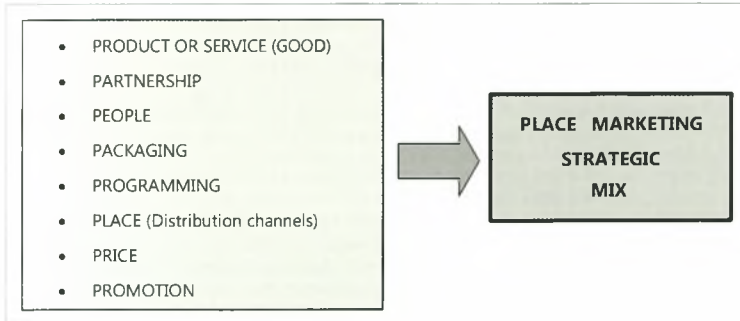 • PRODUCT OR SERVICE (GOOD)
• PARTNERSHIP
• PEOPLE
• PACKAGING
• PROGRAMMING
• PLACE (Distribution channels)
• PRICE
• PROMOTION
PLACE MARKETING
STRATEGIC
MIX